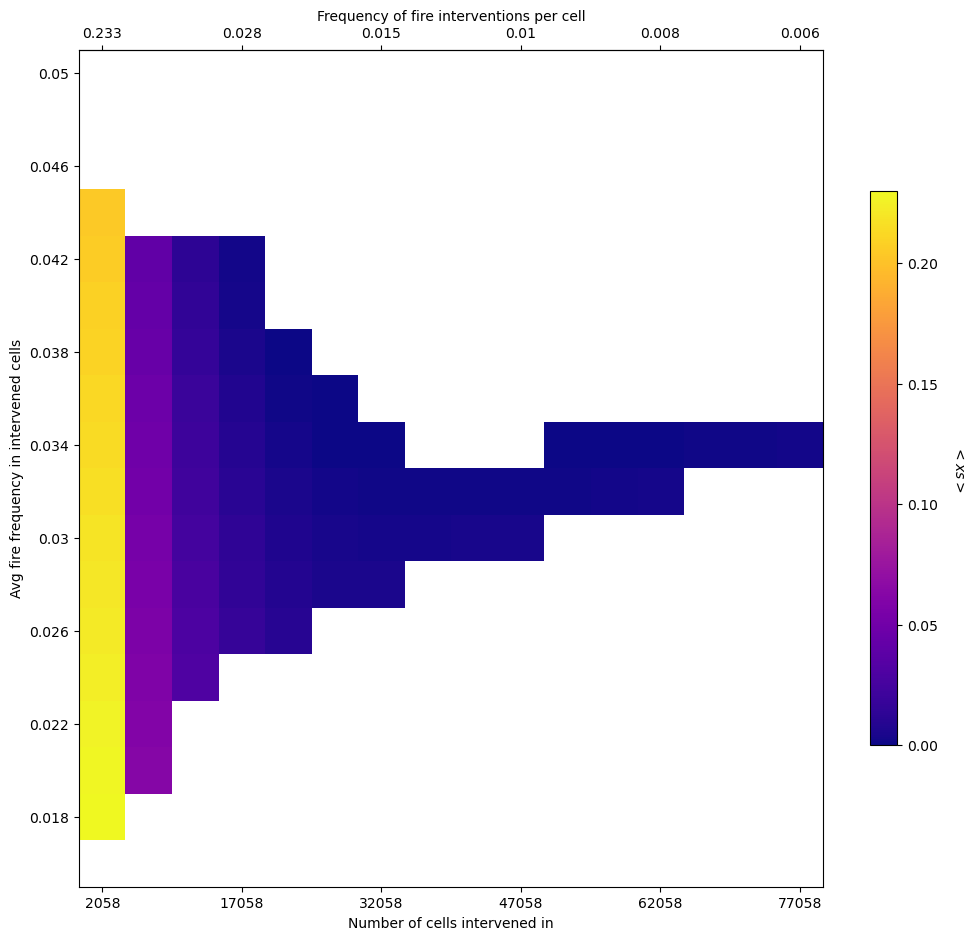 Frequency of fire interventions per cell
0.233 0.028 0.015 0.01 0.008 0.006
Avg fire frequency in intervened cells
0.05
0.046
0.042
0.038
0.034
0.03
0.026
0.022
0.018
2058 17058 32058 47058 62058 77058
Number of cells intervened in
0.20
0.15
0.10
0.05
0.00
< sx >